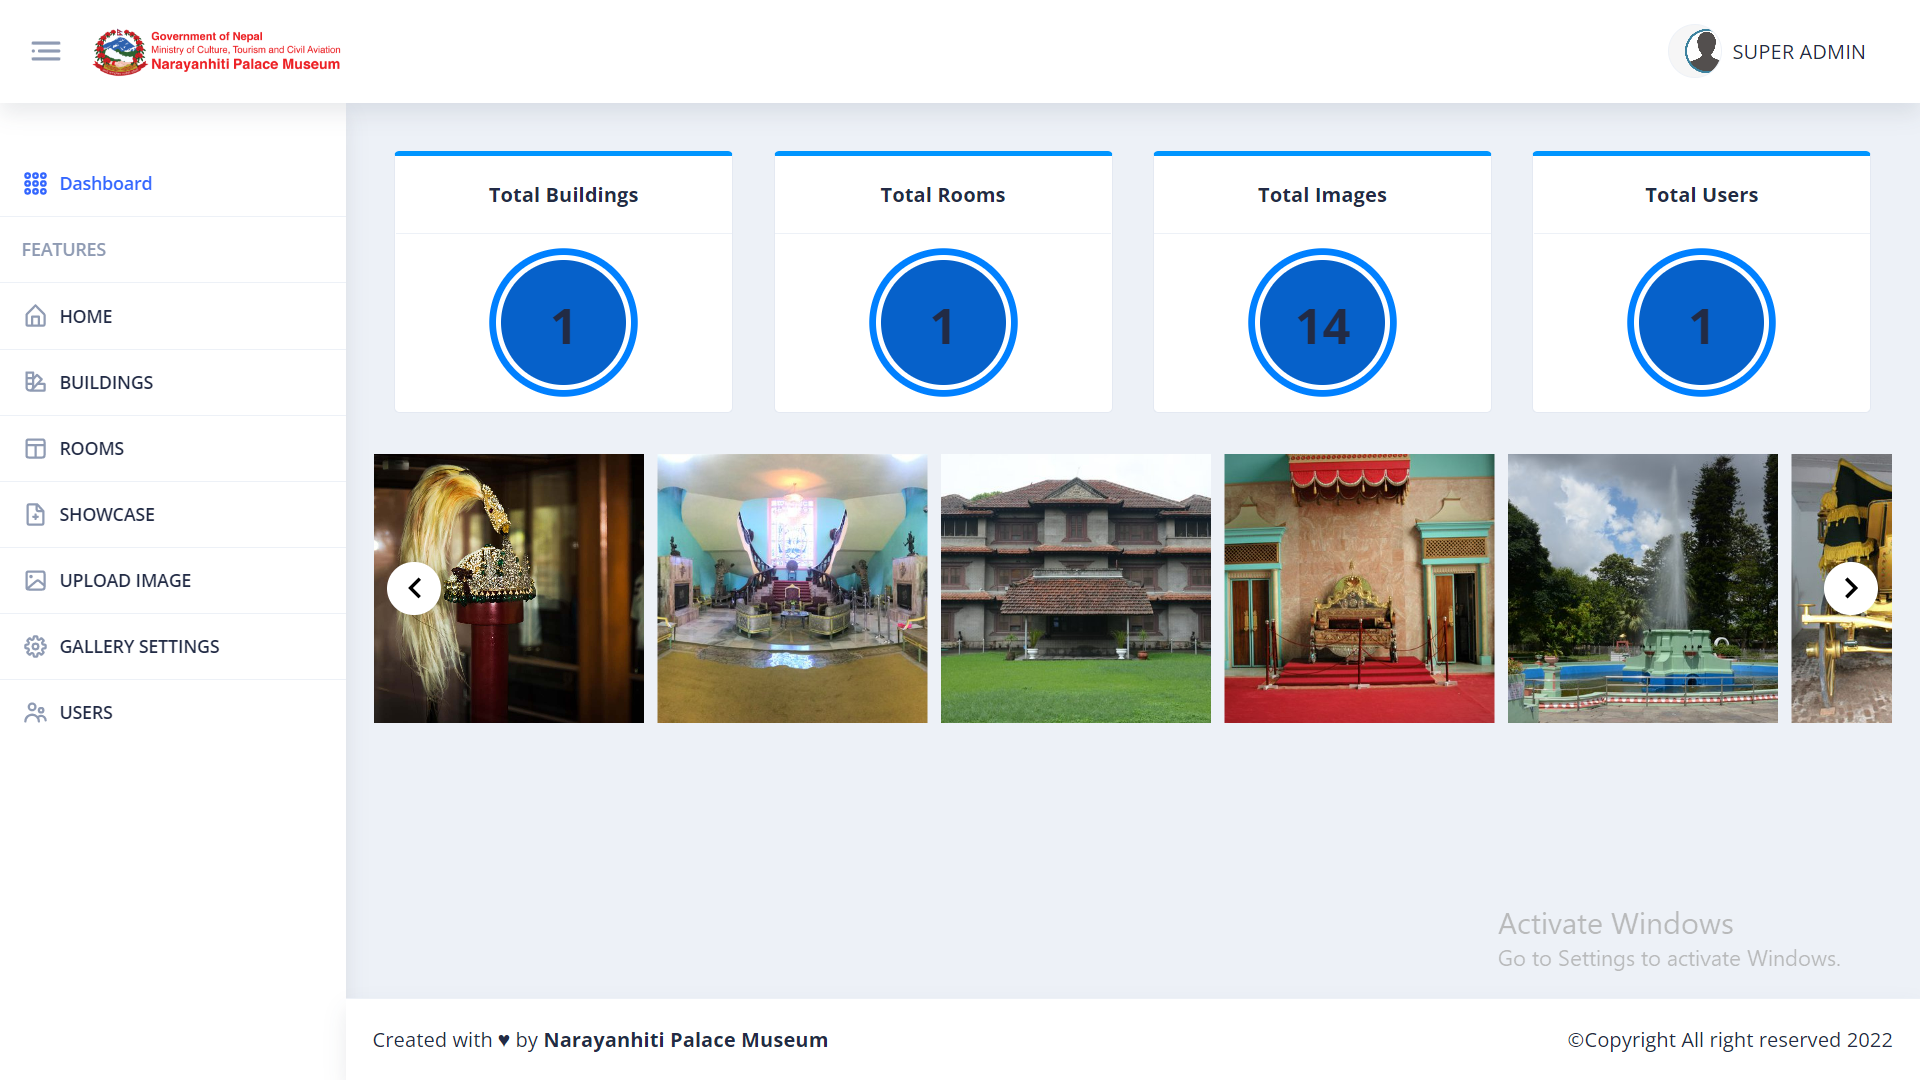 Government of Nepal
Ministry of Culture, Tourism and Civil Aviation
Narayanhiti Palace Museum
SUPER ADMIN
Dashboard
FEATURES
HOME
BUILDINGS
ROOMS
SHOWCASE
UPLOAD IMAGE
GALLERY SETTINGS
USERS
Total Buildings
1
Total Rooms
1
Total Images
14
Total Users
1
Activate Windows
Go to Settings to activate Windows.
Created with ♥ by Narayanhiti Palace Museum
©Copyright All right reserved 2022